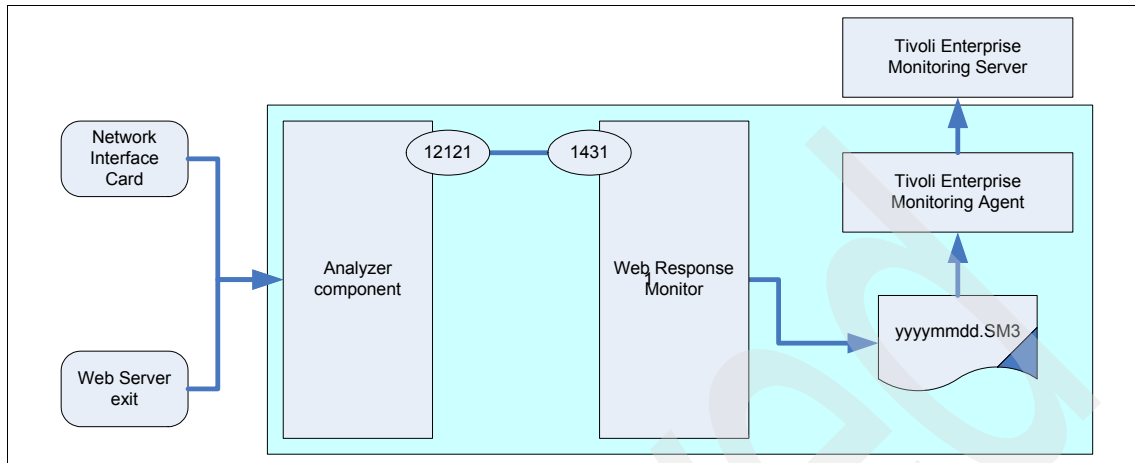 Tivoli Enterprise
Monitoring Server
Network
Interface
Card
12121
1431
Tivoli Enterprise
Monitoring Agent
Analyzer
component
Web Response
Monitor
1
yyyymmdd.SM3
Web Server
exit